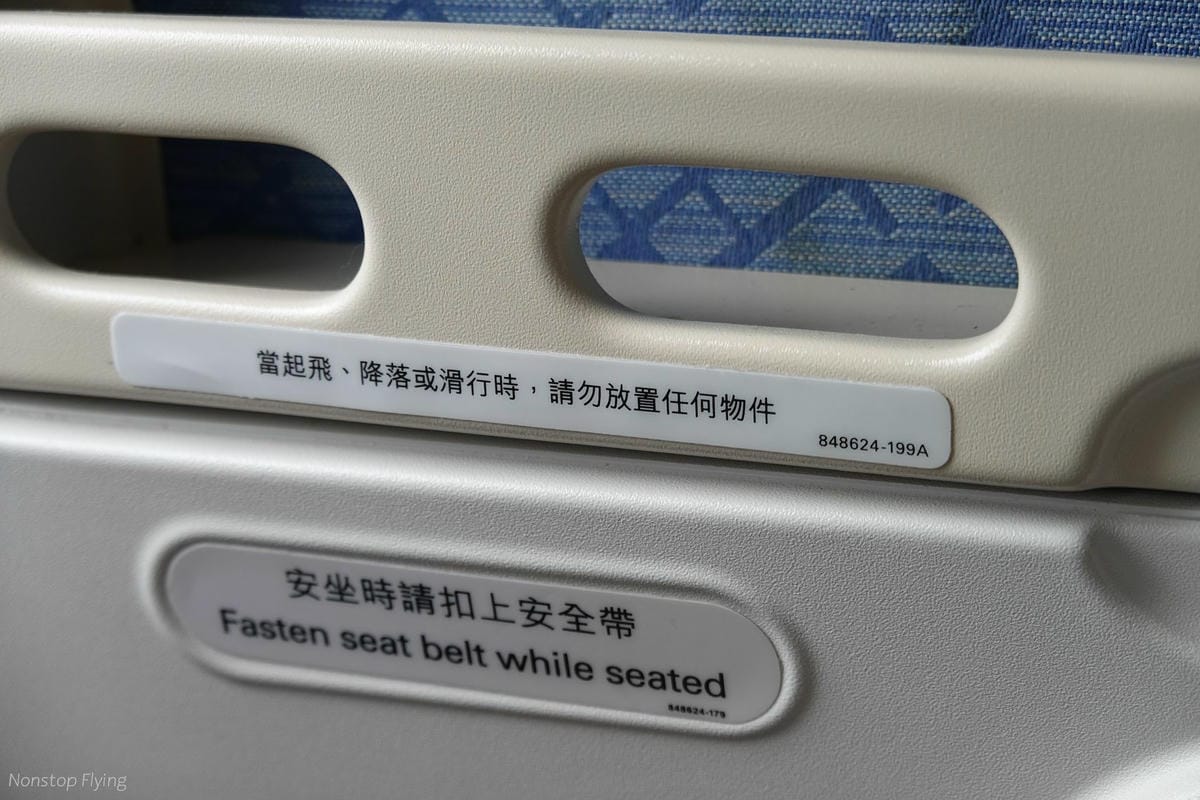 當起飛、降落或滑行時，請勿放置任何物件
848624-199A
安坐時請扣上安全帶
Fasten seat belt while seated
848624-179
Nonstop Flying